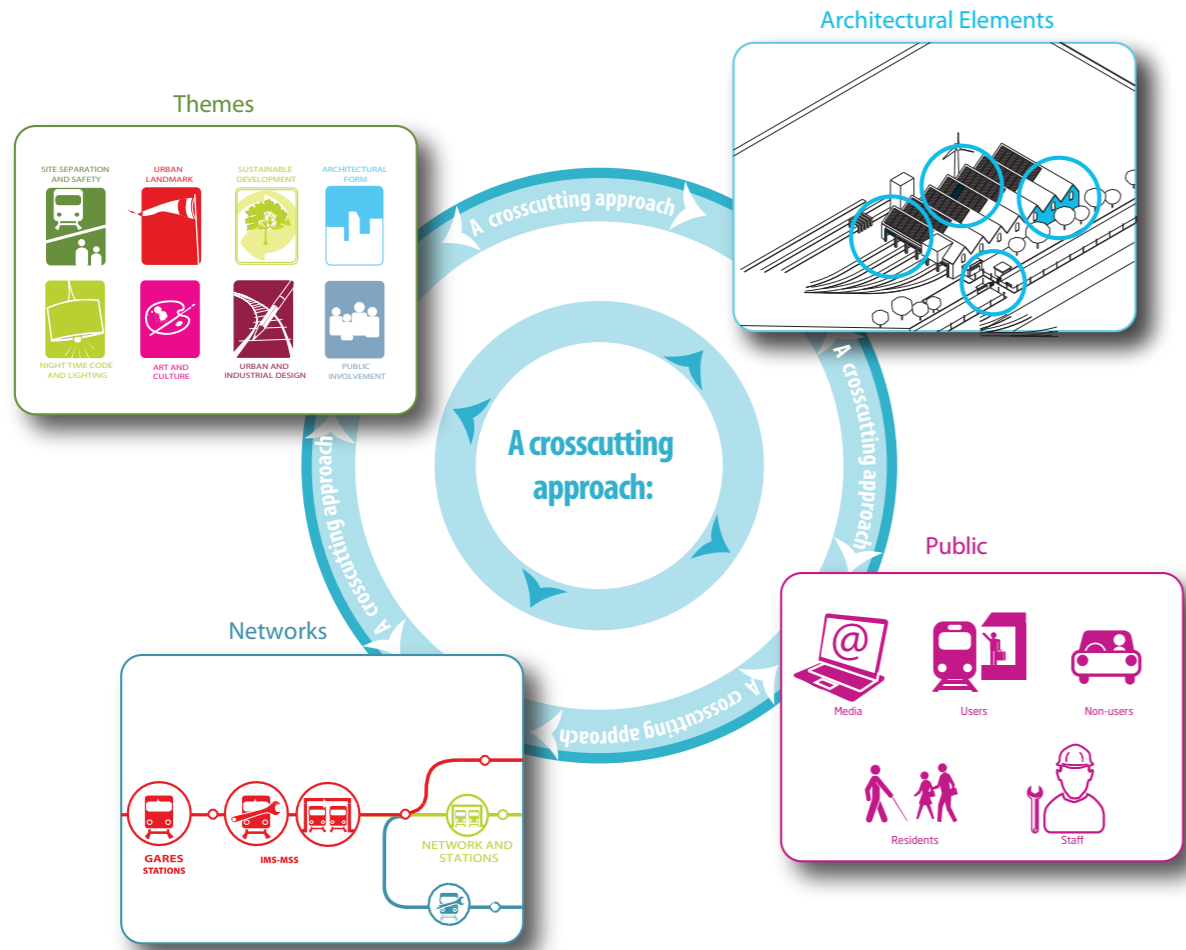 Architectural Elements
Themes
SITE SEPARATION
AND SAFETY
URBAN
LANDMARK
SUSTAINABLE
DEVELOPMENT
ARCHITECTURAL
FORM
NIGHT TIME CODE
AND LIGHTING
ART AND
CULTURE
URBAN AND
INDUSTRIAL DESIGN
PUBLIC
INVOLVEMENT
A crosscutting approach
A crosscutting approach
A crosscutting approach
A crosscutting approach
A crosscutting
approach:
Public
@
Media
Users
Non-users
Residents
Staff
Networks
GARES
STATIONS
IMS-MSS
NETWORK AND
STATIONS